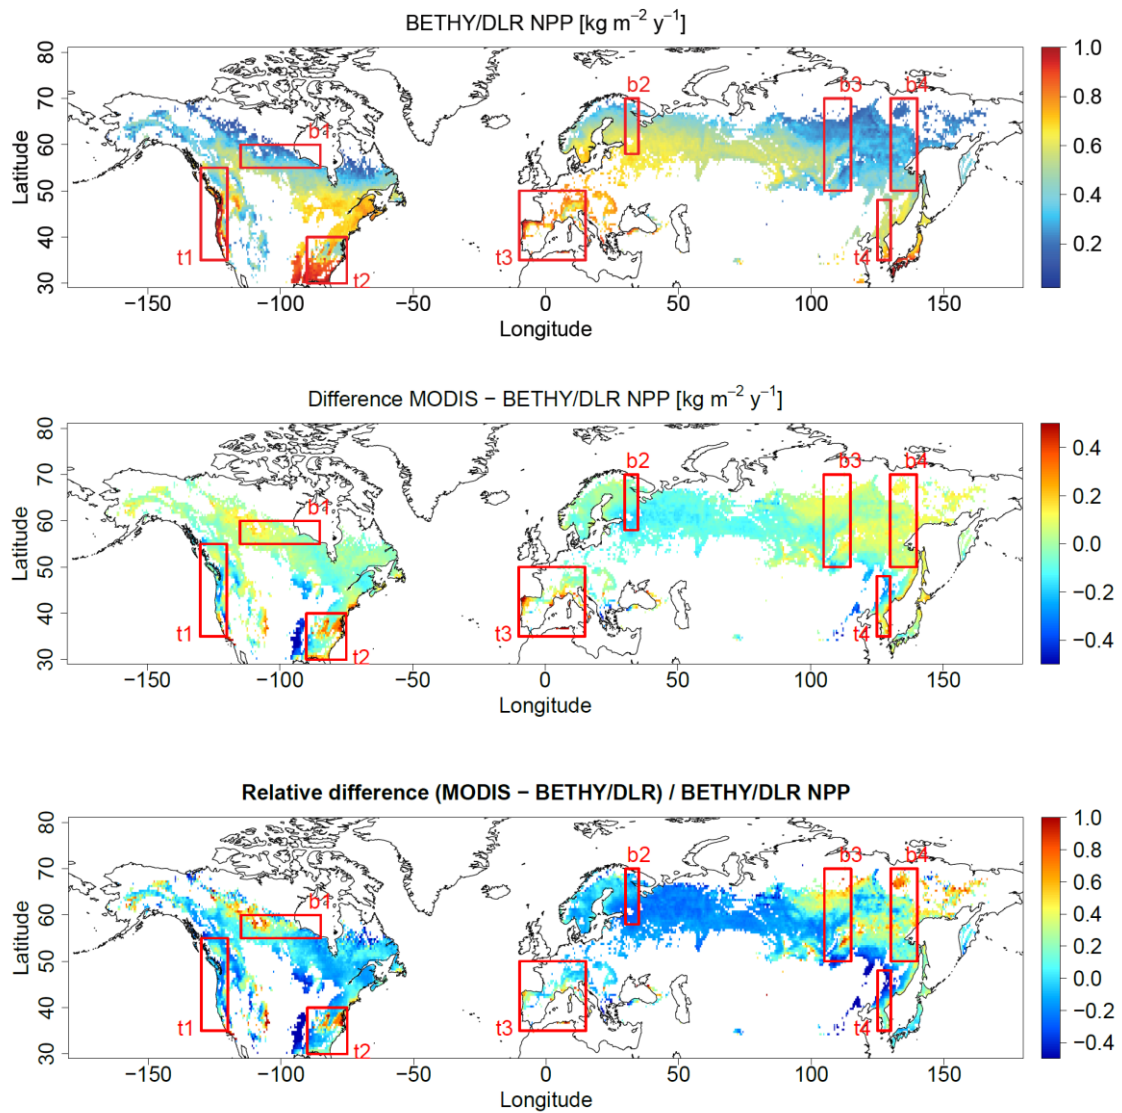 BETHY/DLR NPP [kg m⁻² y⁻¹]
80
70
60
50
40
30
Latitude
b1
b2
b3
b4
t1
t2
t3
t4
1.0
0.8
0.6
0.4
0.2
−150
−100
−50
0
50
100
150
Longitude
Difference MODIS − BETHY/DLR NPP [kg m⁻² y⁻¹]
80
70
60
50
40
30
Latitude
b1
b2
b3
b4
t1
t2
t3
t4
0.4
0.2
0.0
−0.2
−0.4
−150
−100
−50
0
50
100
150
Longitude
Relative difference (MODIS − BETHY/DLR) / BETHY/DLR NPP
80
70
60
50
40
30
Latitude
b1
b2
b3
b4
t1
t2
t3
t4
1.0
0.8
0.6
0.4
0.2
0.0
−0.2
−0.4
−150
−100
−50
0
50
100
150
Longitude